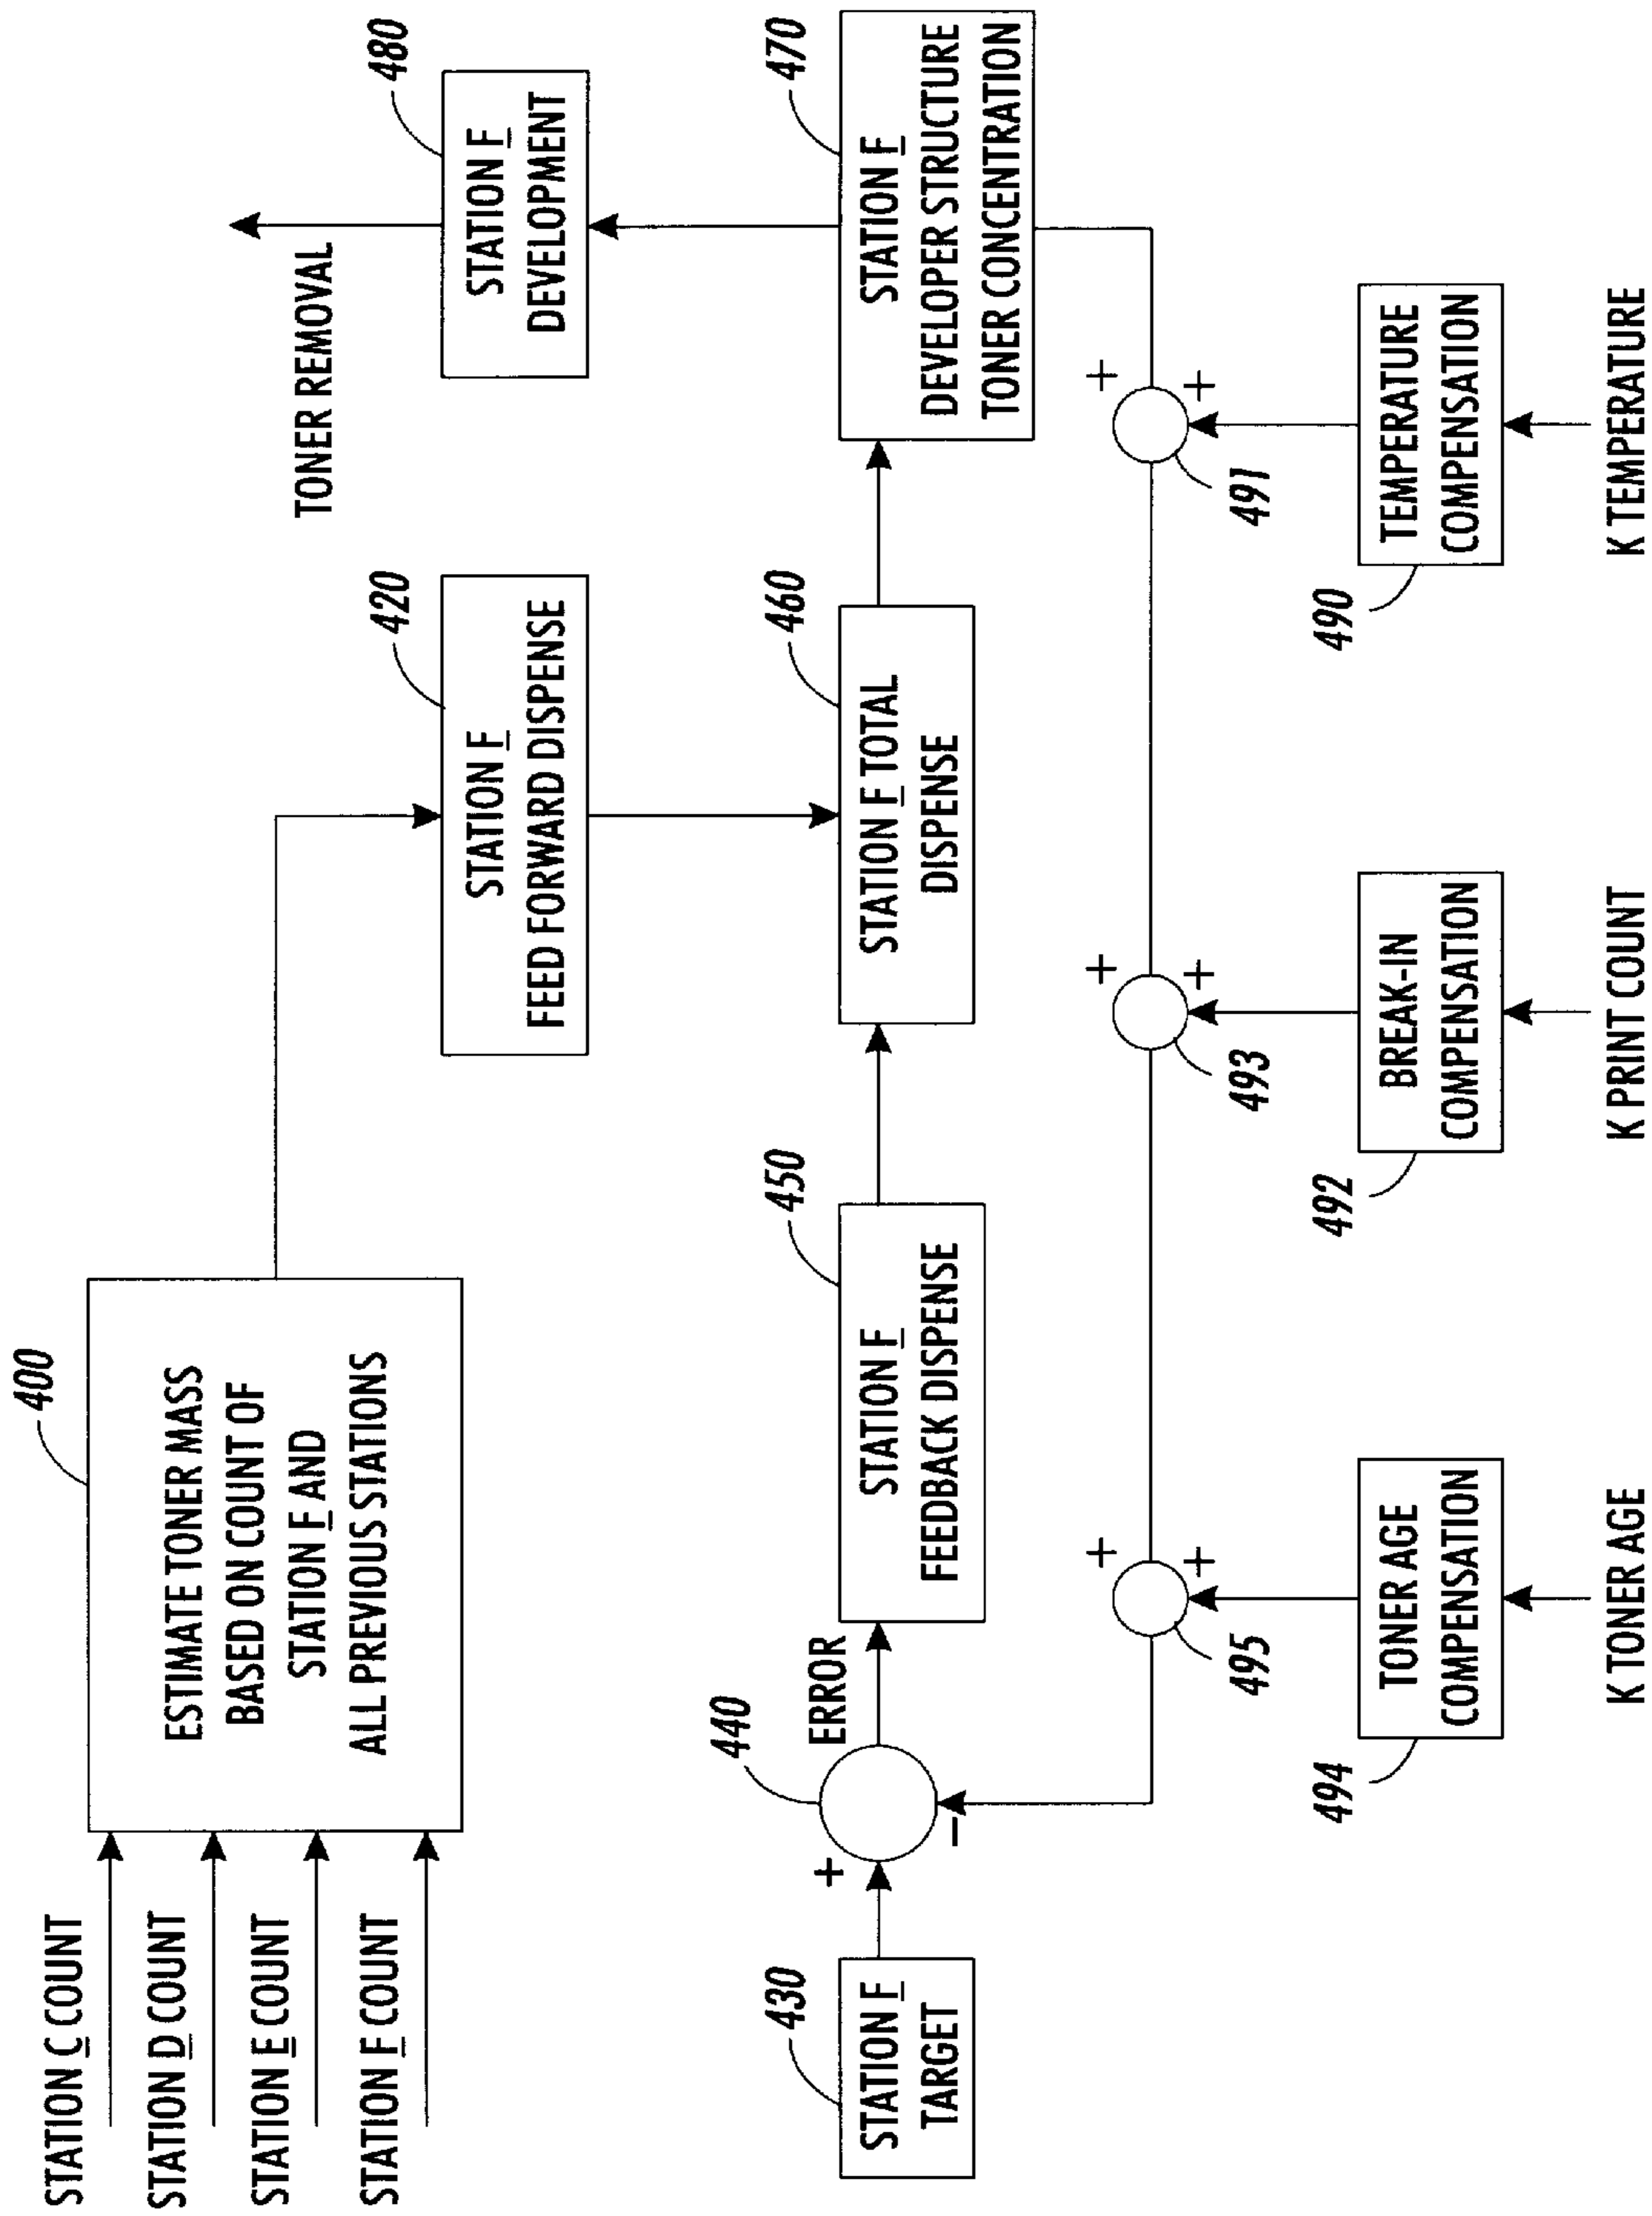 STATION C COUNT
STATION D COUNT
STATION E COUNT
STATION F COUNT
400
ESTIMATE TONER MASS
BASED ON COUNT OF
STATION F AND
ALL PREVIOUS STATIONS
420
STATION F
FEED FORWARD DISPENSE
TONER REMOVAL
480
STATION F
DEVELOPMENT
430
STATION F
TARGET
+
−
440
ERROR
450
STATION F
FEEDBACK DISPENSE
460
STATION F TOTAL
DISPENSE
470
STATION F
DEVELOPER STRUCTURE
TONER CONCENTRATION
+
+
495
+
+
493
+
+
491
494
TONER AGE
COMPENSATION
K TONER AGE
492
BREAK-IN
COMPENSATION
K PRINT COUNT
490
TEMPERATURE
COMPENSATION
K TEMPERATURE